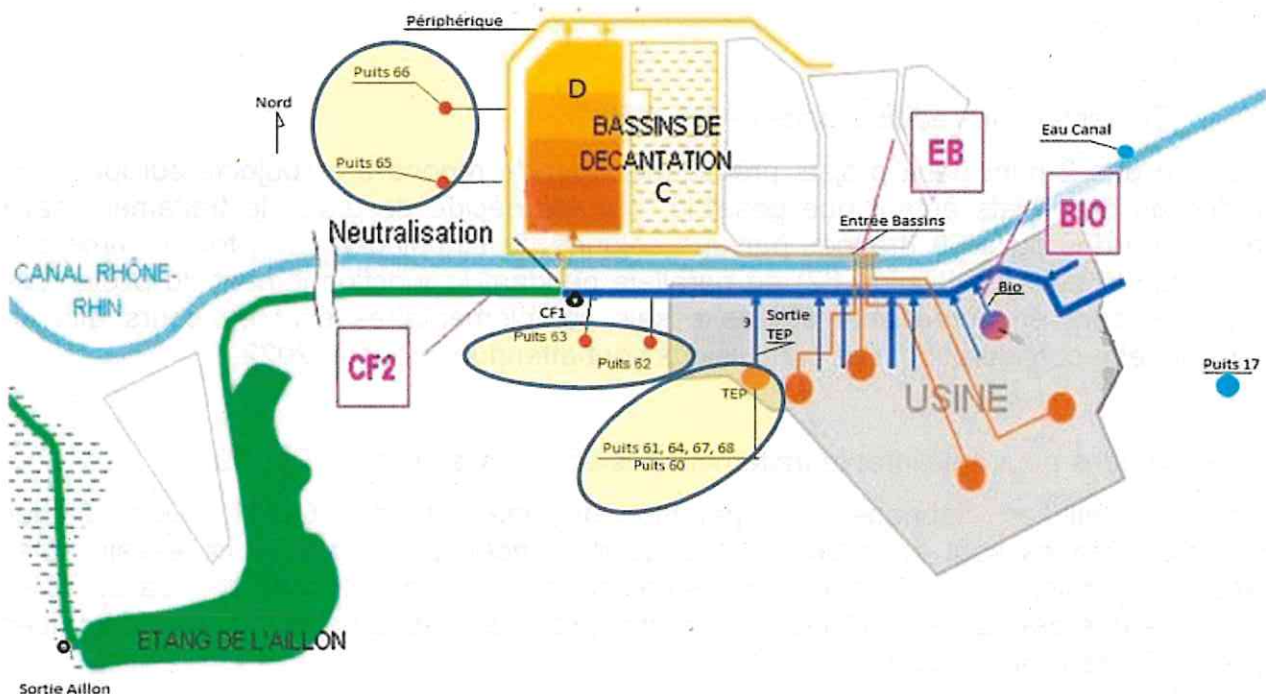 Périphérique
Puits 66
Nord
D
BASSINS DE
DECANTATION
C
EB
Eau Canal
Puits 65
BIO
Entrée Bassins
Neutralisation
CANAL RHÔNE-
RHIN
CF1
Sortie
TEP
9
Bio
Puits 63
Puits 62
CF2
Puits 17
TEP
USINE
Puits 61, 64, 67, 68
Puits 60
ETANG DE L'AILLON
Sortie Aillon